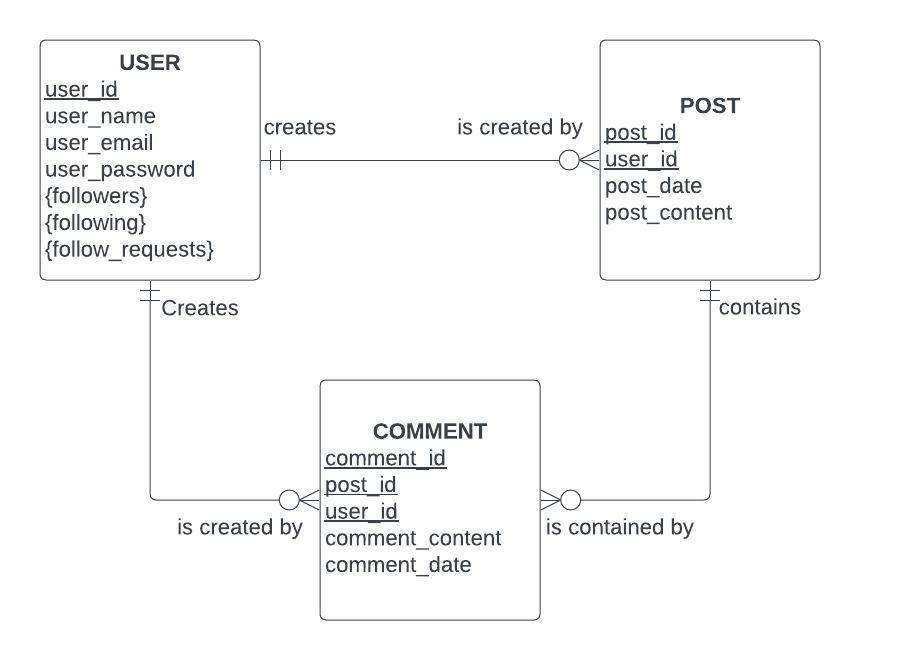 USER
user_id
user_name
user_email
user_password
{followers}
{following}
{follow_requests}
creates
is created by
POST
post_id
user_id
post_date
post_content
Creates
contains
COMMENT
comment_id
post_id
user_id
comment_content
comment_date
is created by
is contained by